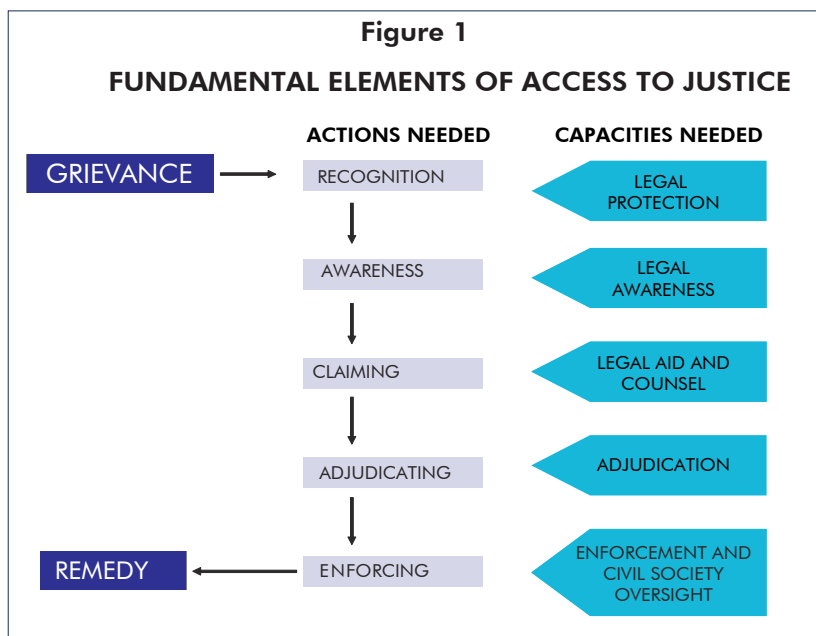 Figure 1
FUNDAMENTAL ELEMENTS OF ACCESS TO JUSTICE
ACTIONS NEEDED
CAPACITIES NEEDED
GRIEVANCE
RECOGNITION
LEGAL
PROTECTION
AWARENESS
LEGAL
AWARENESS
CLAIMING
LEGAL AID AND
COUNSEL
ADJUDICATING
ADJUDICATION
REMEDY
ENFORCING
ENFORCEMENT AND
CIVIL SOCIETY
OVERSIGHT